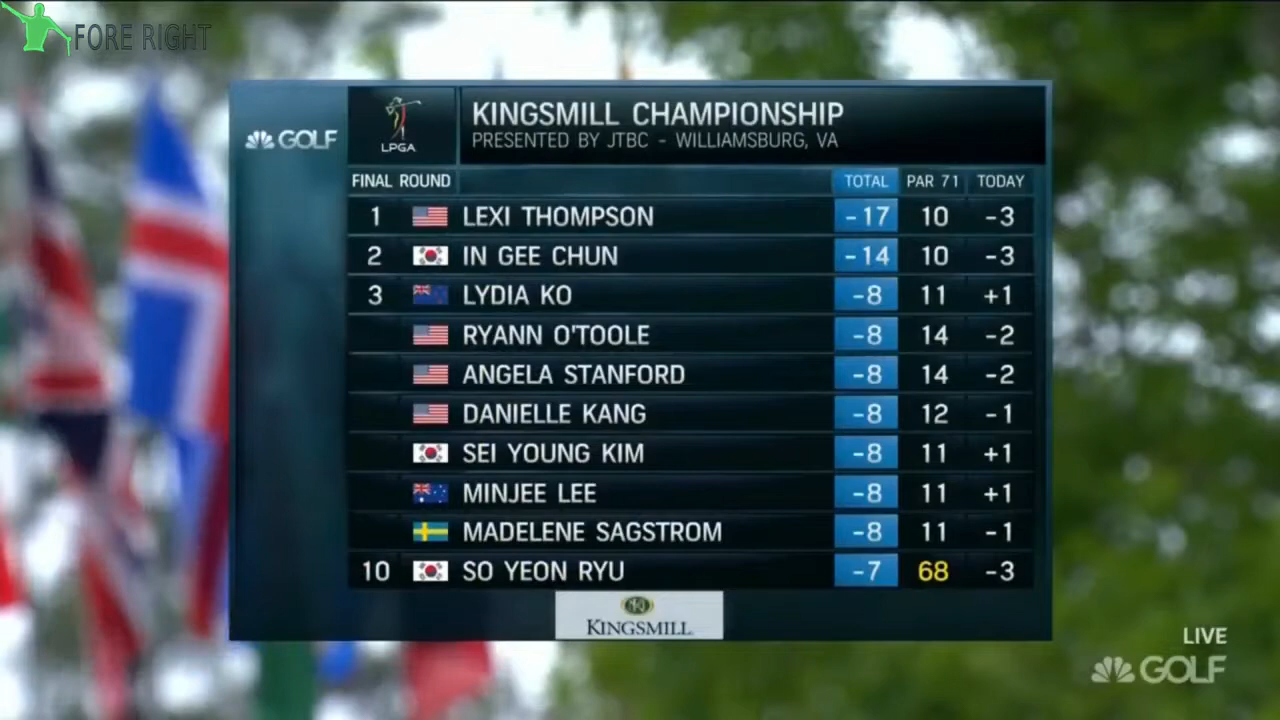 FORE RIGHT
GOLF
LPGA
KINGSMILL CHAMPIONSHIP
PRESENTED BY JTBC - WILLIAMSBURG, VA
FINAL ROUND TOTAL PAR 71 TODAY
1 LEXI THOMPSON -17 10 -3
2 IN GEE CHUN -14 10 -3
3 LYDIA KO -8 11 +1
RYANN O'TOOLE -8 14 -2
ANGELA STANFORD -8 14 -2
DANIELLE KANG -8 12 -1
SEI YOUNG KIM -8 11 +1
MINJEE LEE -8 11 +1
MADELENE SAGSTROM -8 11 -1
10 SO YEON RYU -7 68 -3
KINGSMILL
LIVE
GOLF